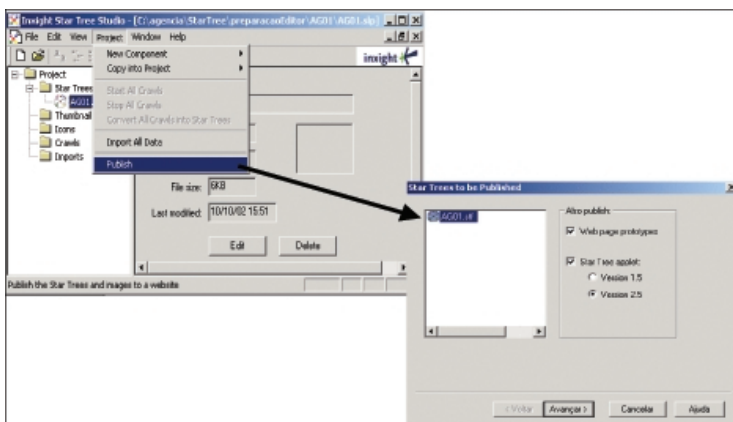 Inxight Star Tree Studio - [C:\agencia\StarTree\preparacaoEditor\AG01\AG01.slp]
File Edit View Project Window Help
inxight
New Component
Copy into Project
Start All Crawls
Stop All Crawls
Convert All Crawls into Star Trees
Import All Data
Publish
Project
Star Trees
AG01.
Thumbnail
Icons
Crawls
Imports
File size: 6KB
Last modified: 10/10/02 15:51
Edit Delete
Publish the Star Trees and images to a website
Star Trees to be Published
AG01.stf
Also publish:
Web page prototypes
Star Tree applet:
Version 1.5
Version 2.5
< Voltar Avançar > Cancelar Ajuda